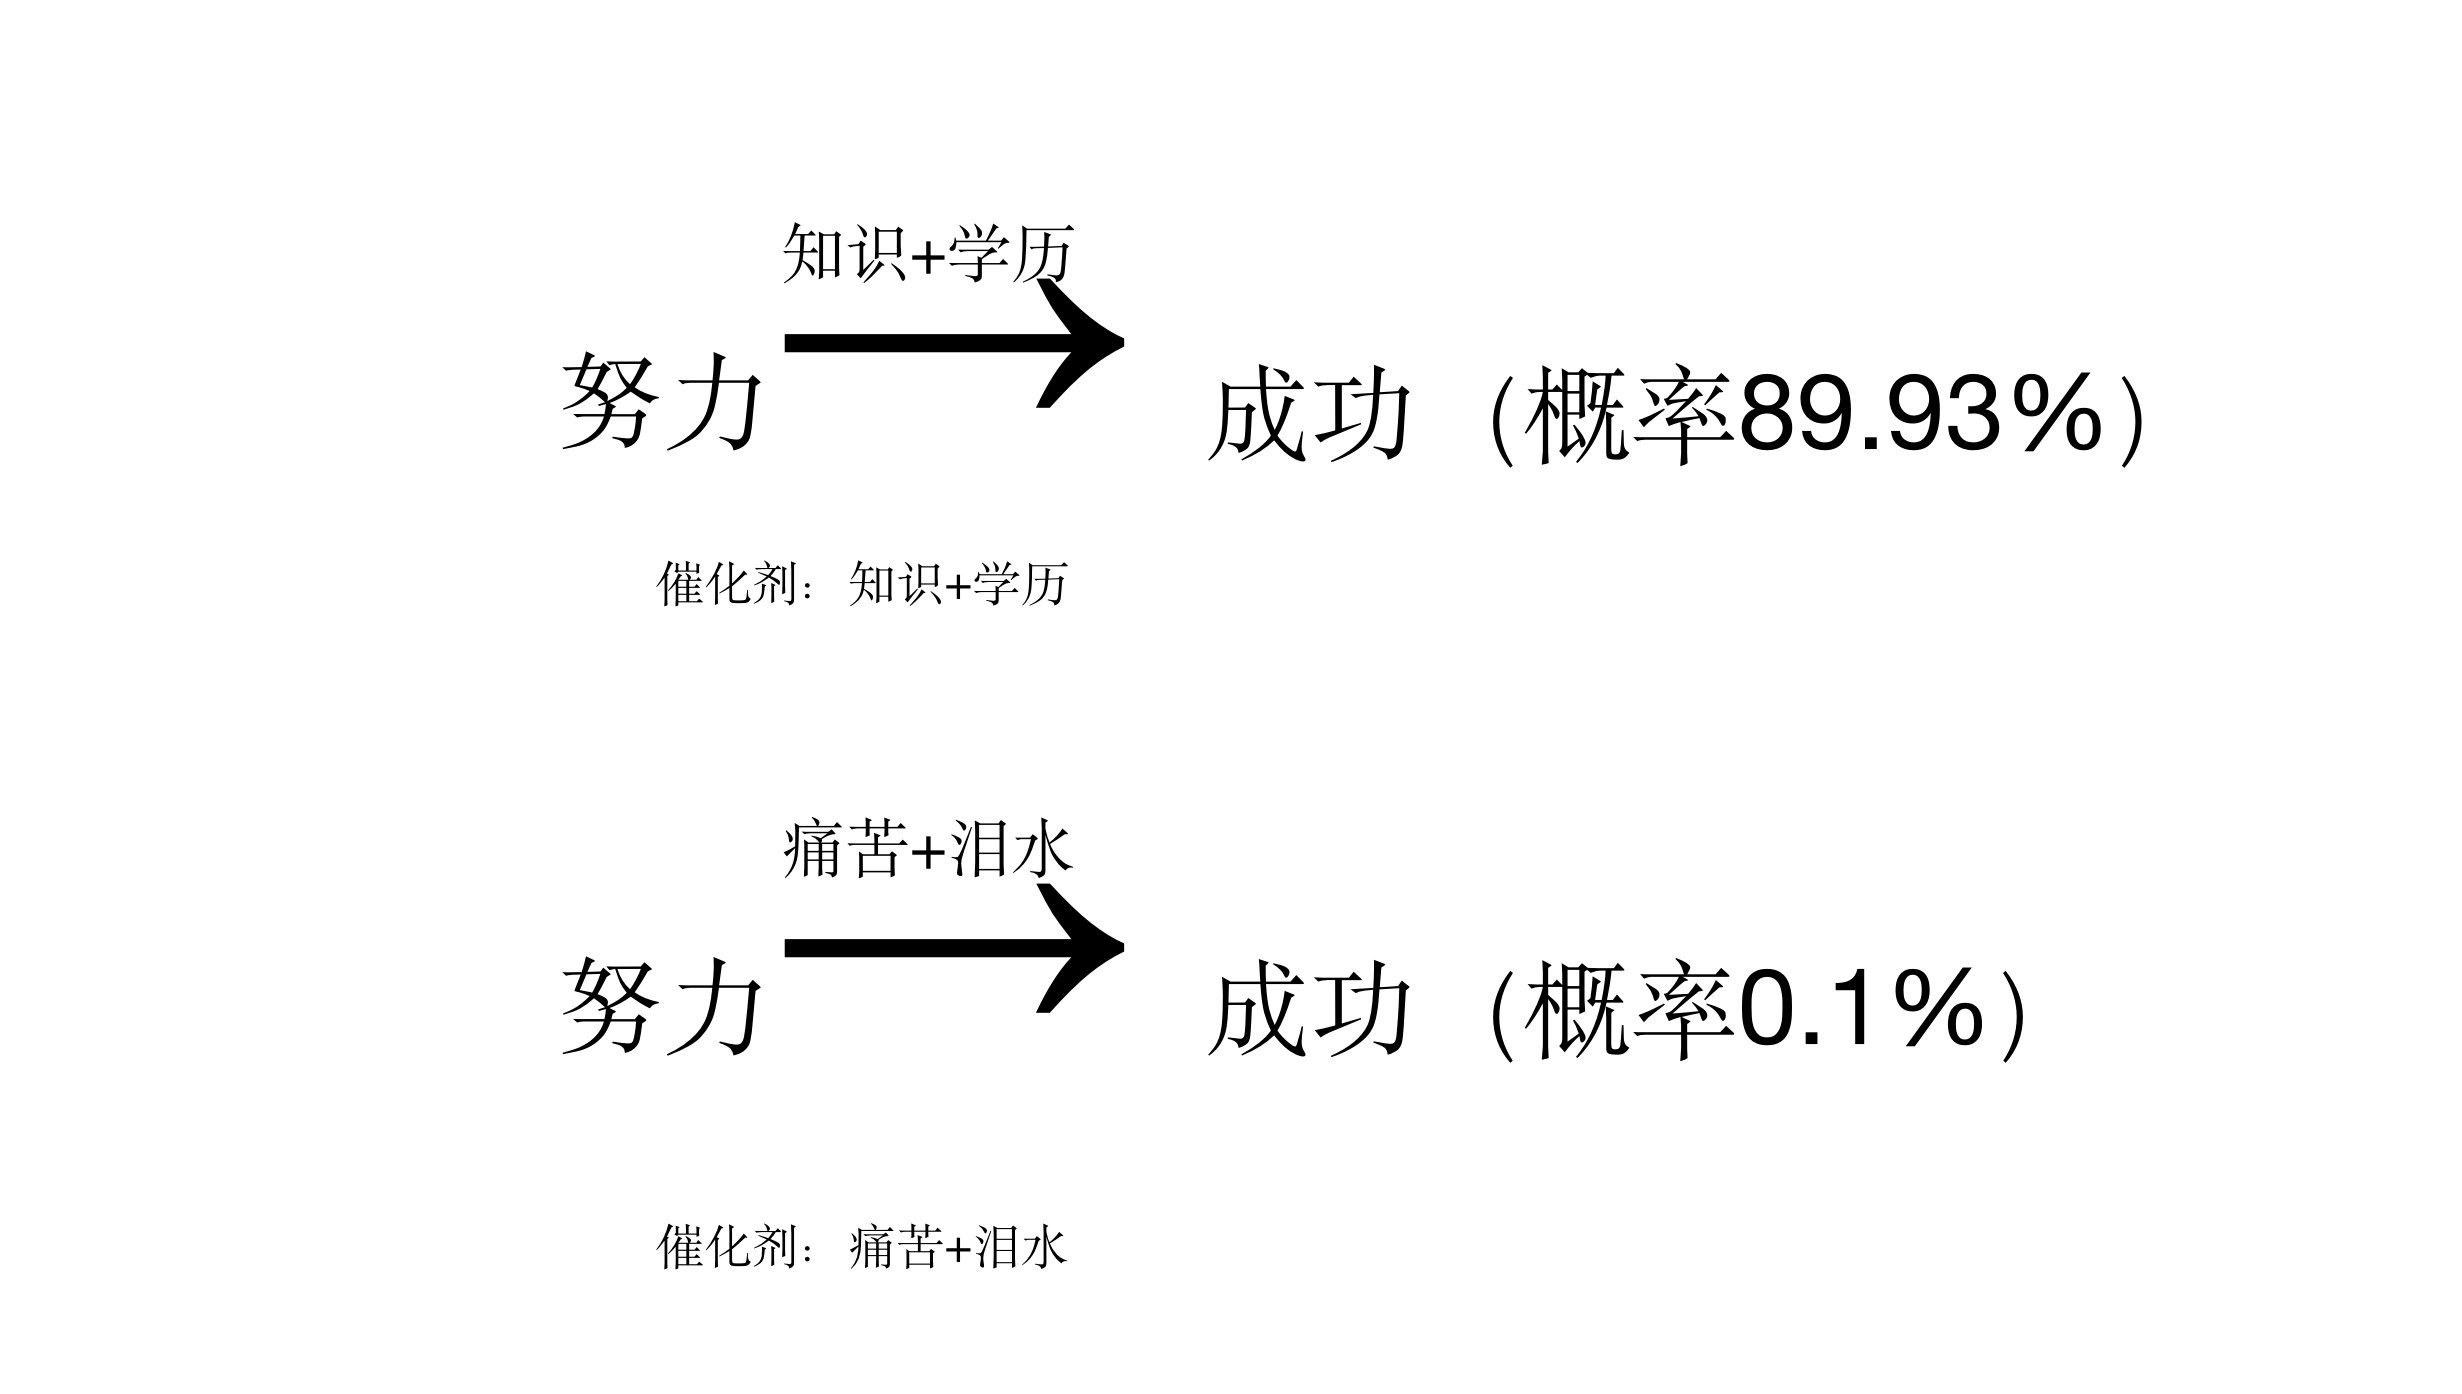 知识+学历
努力 → 成功（概率89.93%）
催化剂：知识+学历
痛苦+泪水
努力 → 成功（概率0.1%）
催化剂：痛苦+泪水